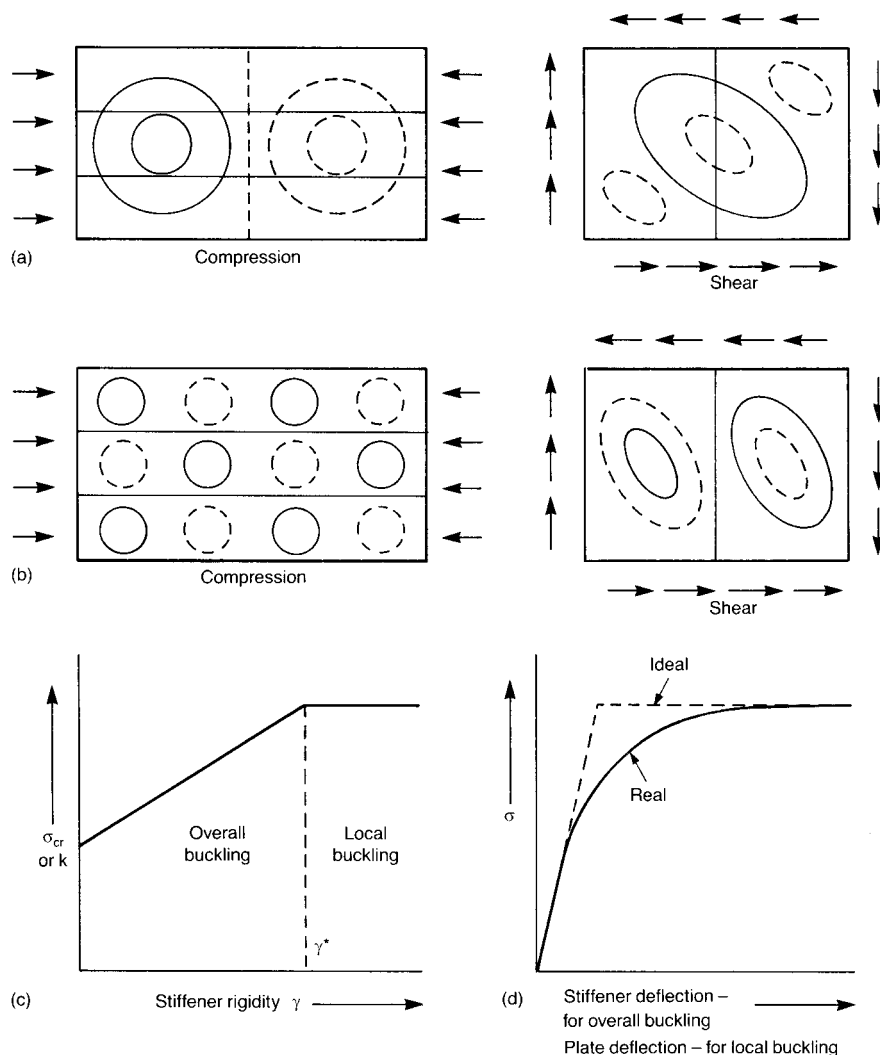 (a)
Compression
Shear
(b)
Compression
Shear
σcr
or k
Overall
buckling
Local
buckling
γ*
(c)
Stiffener rigidity γ
σ
Ideal
Real
(d)
Stiffener deflection –
for overall buckling
Plate deflection – for local buckling